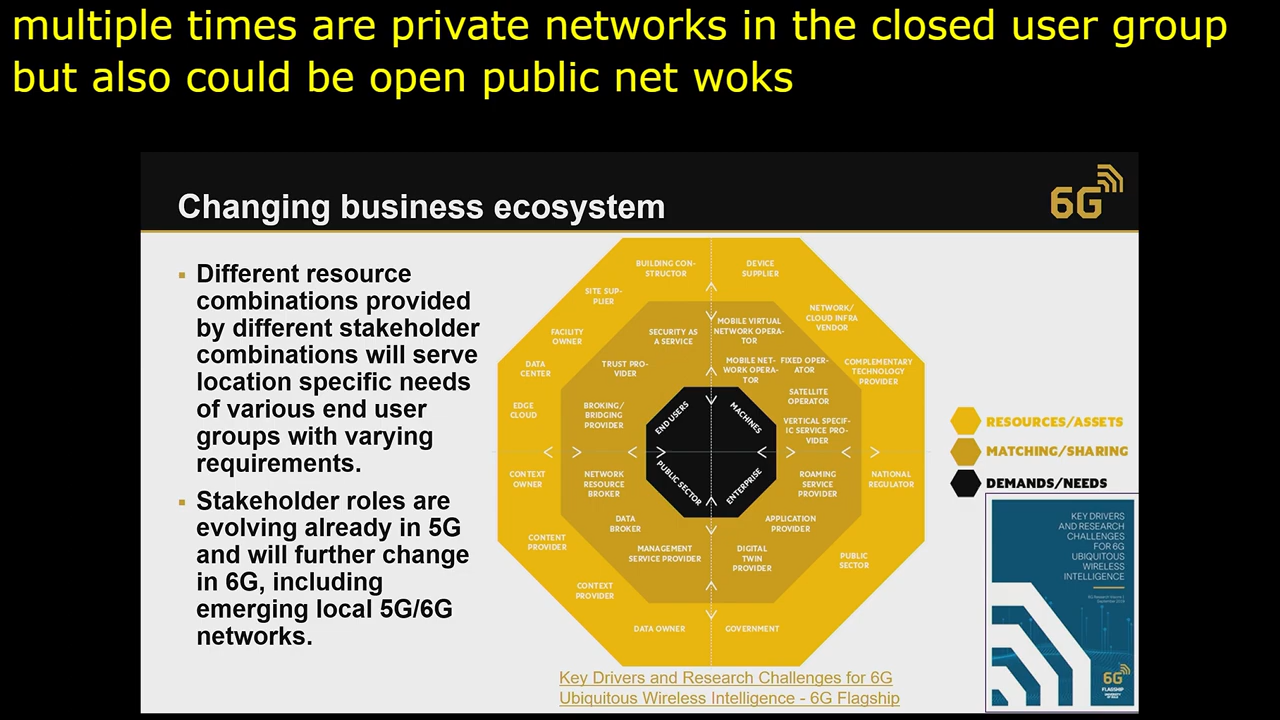 multiple times are private networks in the closed user group
but also could be open public net woks
Changing business ecosystem
6G
Different resource
combinations provided
by different stakeholder
combinations will serve
location specific needs
of various end user
groups with varying
requirements.
Stakeholder roles are
evolving already in 5G
and will further change
in 6G, including
emerging local 5G/6G
networks.
BUILDING CON-
STRUCTOR
DEVICE
SUPPLIER
SITE SUP-
PLIER
NETWORK/
CLOUD INFRA
VENDOR
FACILITY
OWNER
SECURITY AS
A SERVICE
MOBILE VIRTUAL
NETWORK OPERA-
TOR
DATA
CENTER
TRUST PRO-
VIDER
MOBILE NET-
WORK OPERA-
TOR
FIXED OPER-
ATOR
COMPLEMENTARY
TECHNOLOGY
PROVIDER
SATELLITE
OPERATOR
EDGE
CLOUD
BROKING/
BRIDGING
PROVIDER
END USERS
MACHINES
VERTICAL SPECIF-
IC SERVICE PRO-
VIDER
CONTEXT
OWNER
NETWORK
RESOURCE
BROKER
PUBLIC SECTOR
ENTERPRISE
ROAMING
SERVICE
PROVIDER
NATIONAL
REGULATOR
DATA
BROKER
APPLICATION
PROVIDER
CONTENT
PROVIDER
MANAGEMENT
SERVICE PROVIDER
DIGITAL
TWIN
PROVIDER
PUBLIC
SECTOR
CONTEXT
PROVIDER
DATA OWNER
GOVERNMENT
RESOURCES/ASSETS
MATCHING/SHARING
DEMANDS/NEEDS
KEY DRIVERS
AND RESEARCH
CHALLENGES
FOR 6G
UBIQUITOUS
WIRELESS
INTELLIGENCE
6G
FLAGSHIP
Key Drivers and Research Challenges for 6G
Ubiquitous Wireless Intelligence - 6G Flagship